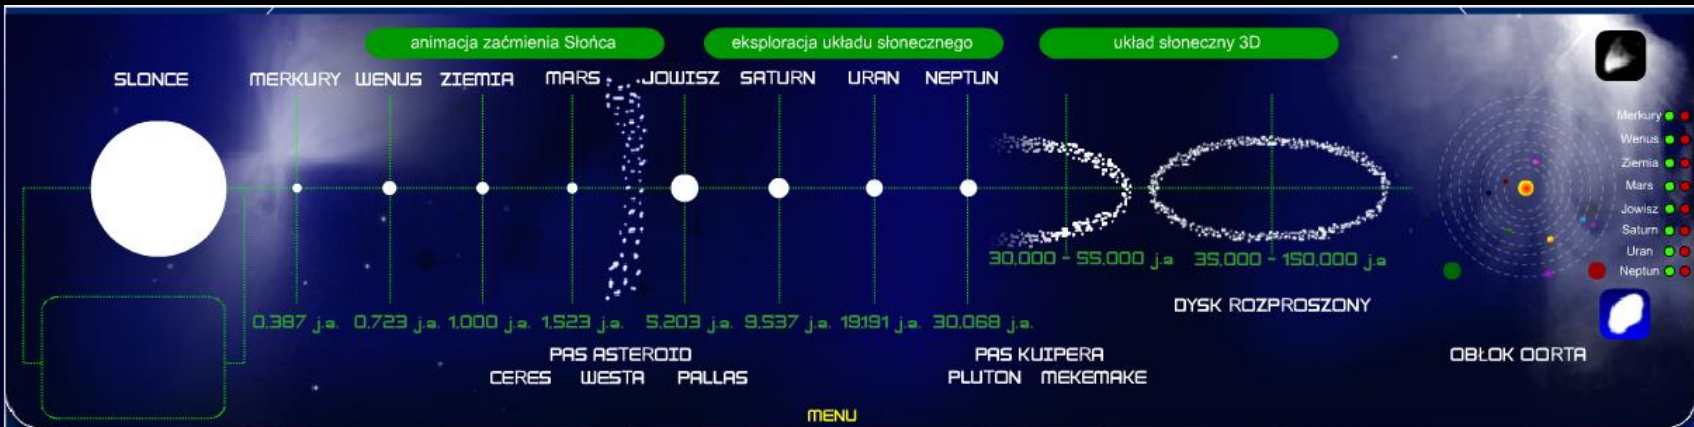 animacja zaćmienia Słońca
eksploracja układu słonecznego
układ słoneczny 3D
SLONCE
MERKURY
WENUS
ZIEMIA
MARS
JOWISZ
SATURN
URAN
NEPTUN
Merkury
Wenus
Ziemia
Mars
Jowisz
Saturn
Uran
Neptun
30,000 - 55,000 j.a
35,000 - 150,000 j.a
DYSK ROZPROSZONY
0.387 j.a.
0.723 j.a.
1.000 j.a.
1.523 j.a.
5.203 j.a.
9.537 j.a.
19.191 j.a.
30.068 j.a.
PAS ASTEROID
CERES
WESTA
PALLAS
PAS KUIPERA
PLUTON
MEKEMAKE
OBŁOK OORTA
MENU